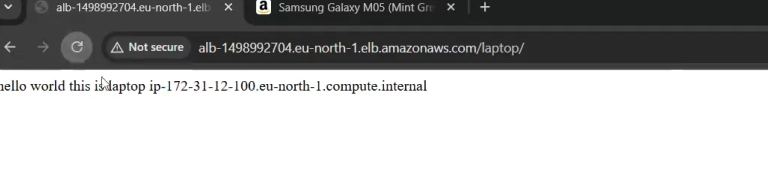 alb-1498992704.eu-north-1.elb
Samsung Galaxy M05 (Mint Gre
Not secure
alb-1498992704.eu-north-1.elb.amazonaws.com/laptop/
hello world this is laptop ip-172-31-12-100.eu-north-1.compute.internal